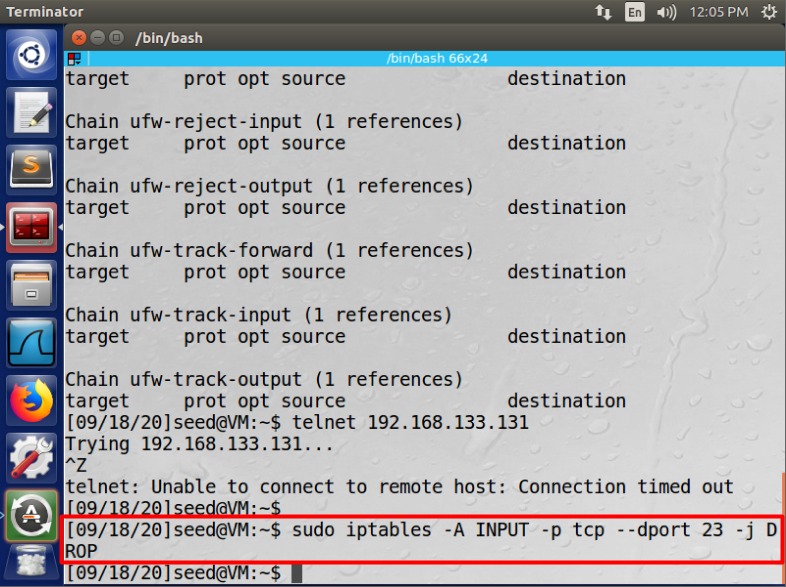 Terminator
En
12:05 PM
/bin/bash
/bin/bash 66x24
target     prot opt source               destination
Chain ufw-reject-input (1 references)
target     prot opt source               destination
Chain ufw-reject-output (1 references)
target     prot opt source               destination
Chain ufw-track-forward (1 references)
target     prot opt source               destination
Chain ufw-track-input (1 references)
target     prot opt source               destination
Chain ufw-track-output (1 references)
target     prot opt source               destination
[09/18/20]seed@VM:~$ telnet 192.168.133.131
Trying 192.168.133.131...
^Z
telnet: Unable to connect to remote host: Connection timed out
[09/18/20]seed@VM:~$
[09/18/20]seed@VM:~$ sudo iptables -A INPUT -p tcp --dport 23 -j D
ROP
[09/18/20]seed@VM:~$